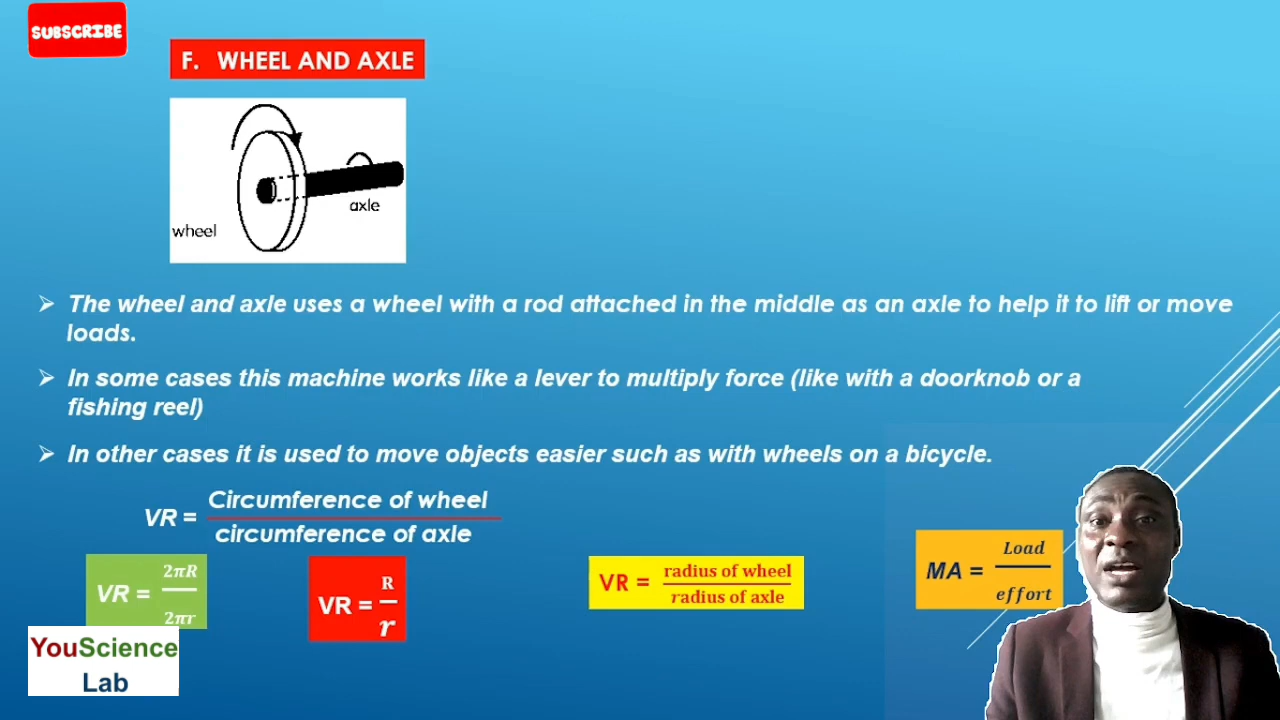 SUBSCRIBE
F. WHEEL AND AXLE
wheel
axle
The wheel and axle uses a wheel with a rod attached in the middle as an axle to help it to lift or move
loads.
In some cases this machine works like a lever to multiply force (like with a doorknob or a
fishing reel)
In other cases it is used to move objects easier such as with wheels on a bicycle.
VR = Circumference of wheel
circumference of axle
VR = 2πR
2πr
VR = R
r
VR = radius of wheel
radius of axle
MA = Load
effort
YouScience
Lab